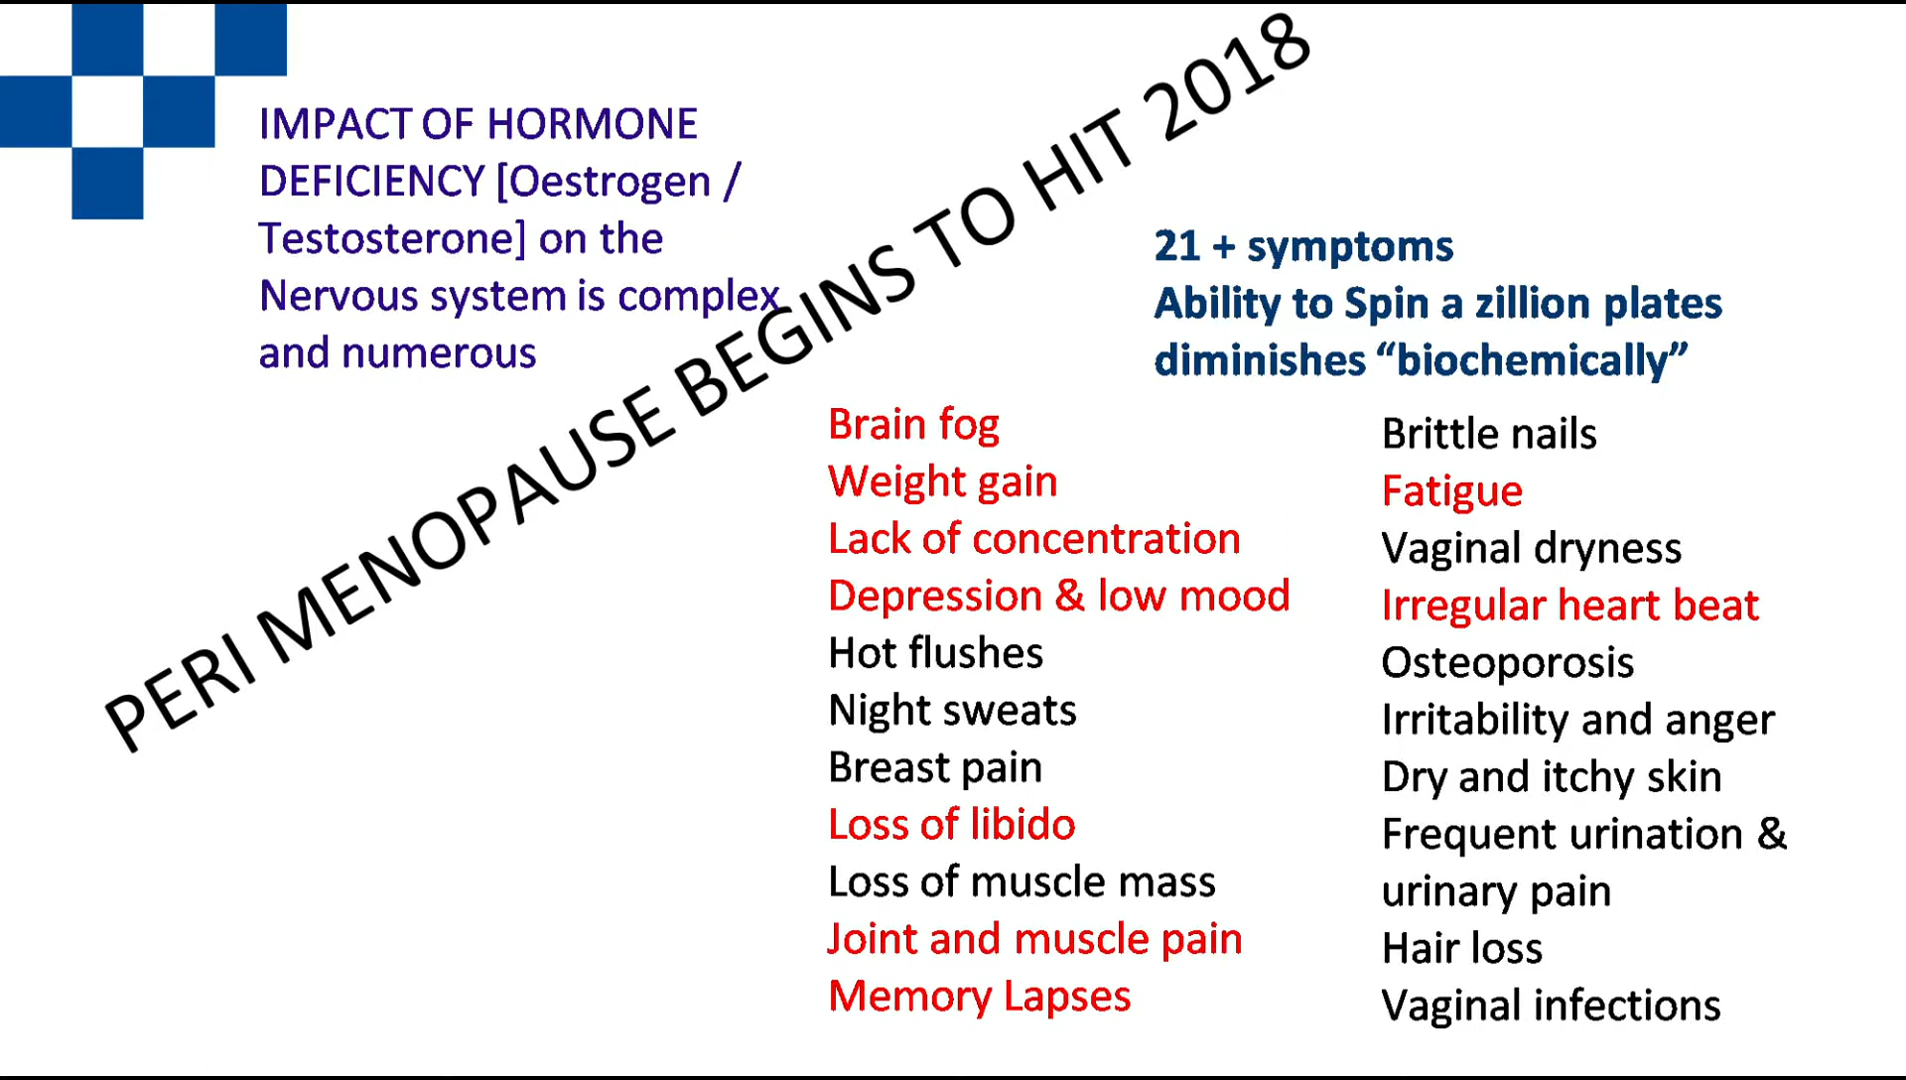 IMPACT OF HORMONE
DEFICIENCY [Oestrogen /
Testosterone] on the
Nervous system is complex
and numerous
PERI MENOPAUSE BEGINS TO HIT 2018
21 + symptoms
Ability to Spin a zillion plates
diminishes “biochemically”
Brain fog
Weight gain
Lack of concentration
Depression & low mood
Hot flushes
Night sweats
Breast pain
Loss of libido
Loss of muscle mass
Joint and muscle pain
Memory Lapses
Brittle nails
Fatigue
Vaginal dryness
Irregular heart beat
Osteoporosis
Irritability and anger
Dry and itchy skin
Frequent urination &
urinary pain
Hair loss
Vaginal infections